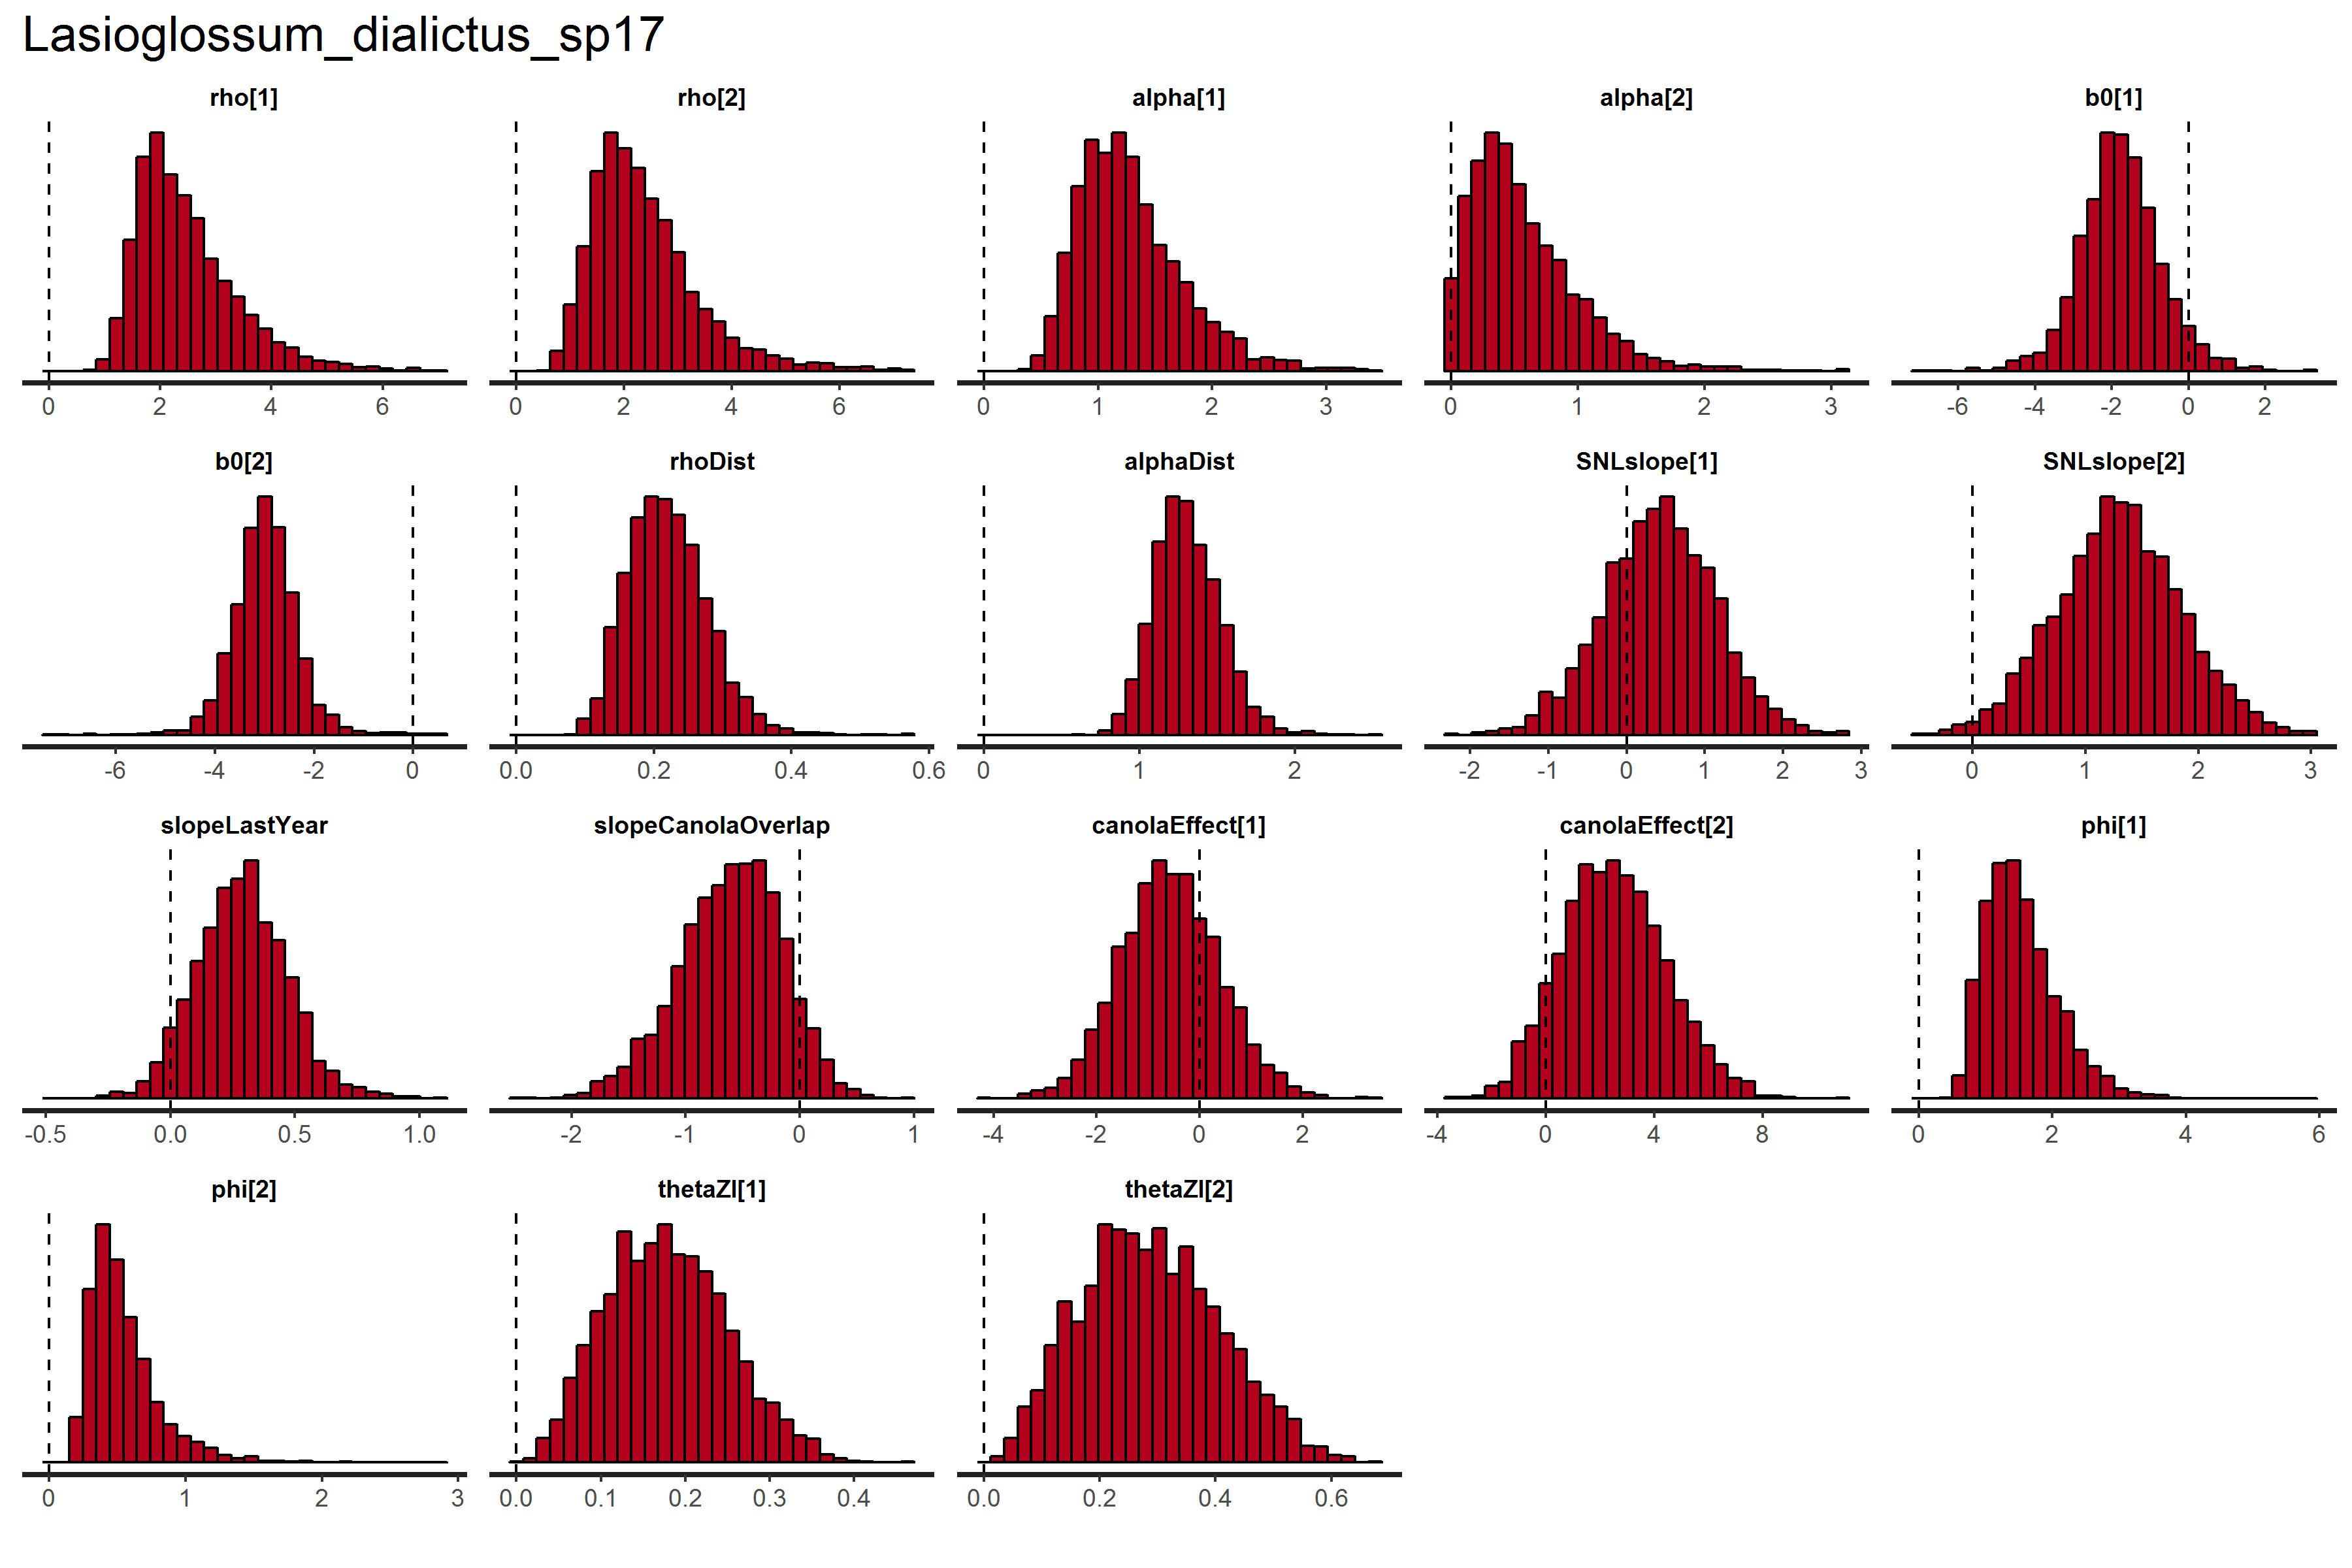 Lasioglossum_dialictus_sp17
rho[1] rho[2] alpha[1] alpha[2] b0[1]
0 2 4 6 0 2 4 6 0 1 2 3 0 1 2 3 -6 -4 -2 0 2
b0[2] rhoDist alphaDist SNLslope[1] SNLslope[2]
-6 -4 -2 0 0.0 0.2 0.4 0.6 0 1 2 -2 -1 0 1 2 3 0 1 2 3
slopeLastYear slopeCanolaOverlap canolaEffect[1] canolaEffect[2] phi[1]
-0.5 0.0 0.5 1.0 -2 -1 0 1 -4 -2 0 2 -4 0 4 8 0 2 4 6
phi[2] thetaZI[1] thetaZI[2]
0 1 2 3 0.0 0.1 0.2 0.3 0.4 0.0 0.2 0.4 0.6